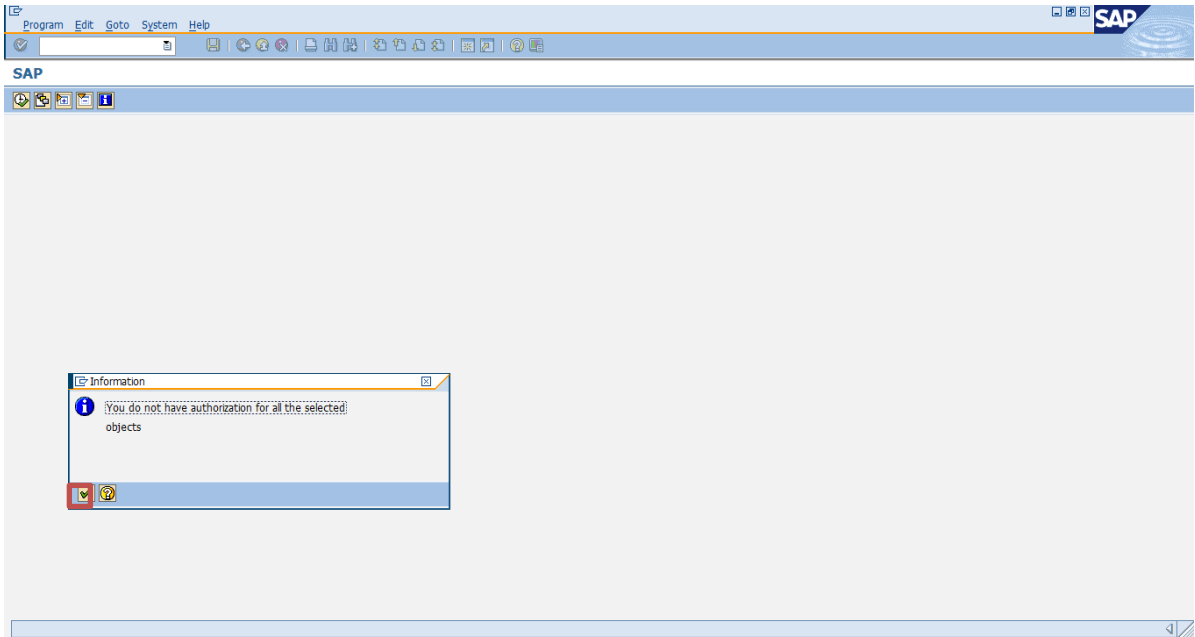 Program Edit Goto System Help
SAP
SAP
Information
You do not have authorization for all the selected
objects